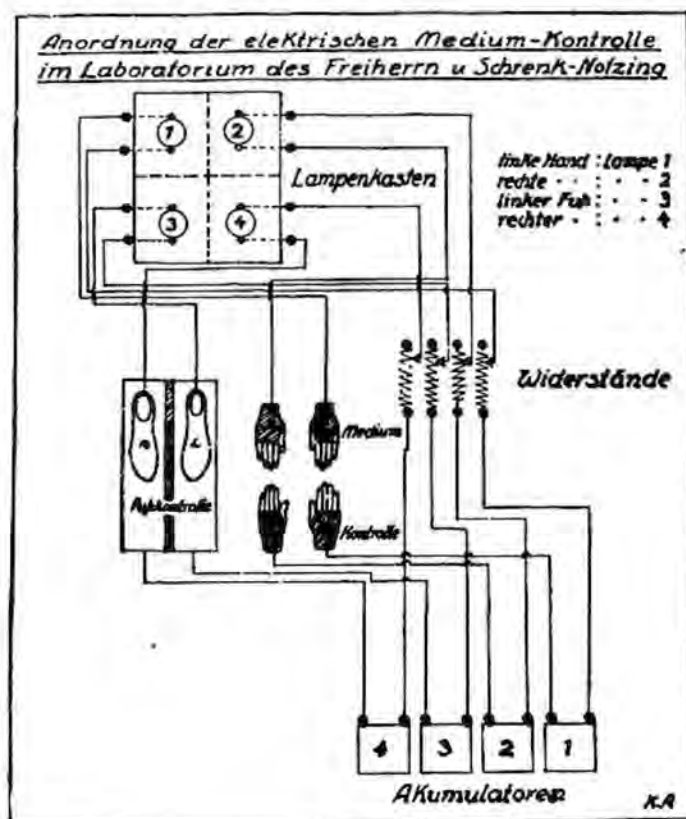 Anordnung der elektrischen Medium-Kontrolle
im Laboratorium des Freiherrn u Schrenk-Notzing
1 2
Lampenkasten
3 4
linke Hand : Lampe 1
rechte " " : " " 2
linker Fuß : " " 3
rechter " : " " 4
Widerstände
Medium
Kontrolle
Fußkontrolle
4 3 2 1
Akumulatoren
K.A